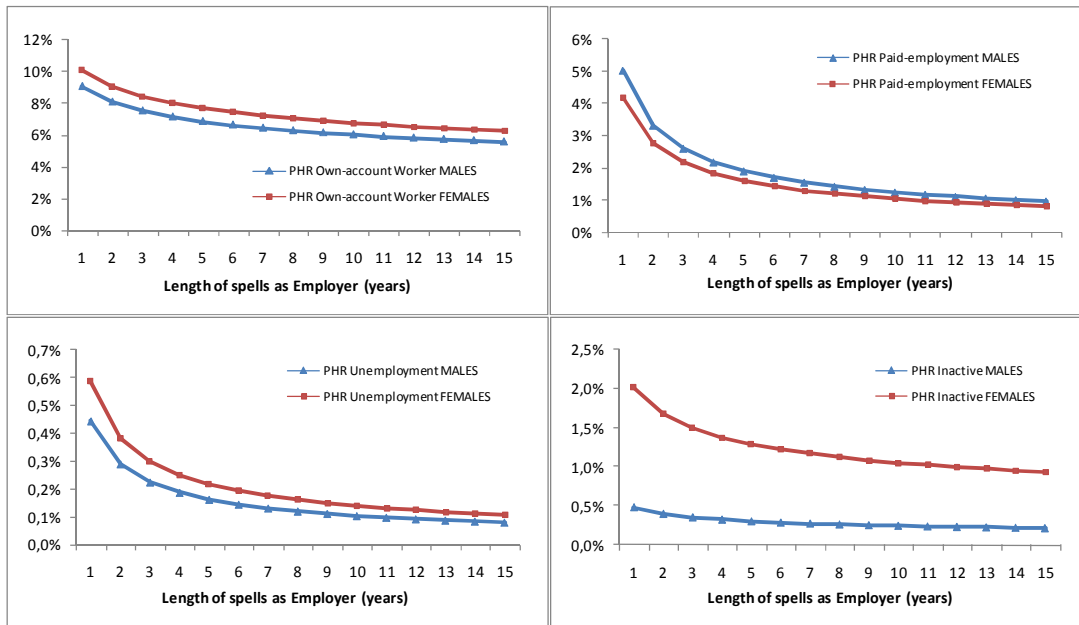 12%
10%
8%
6%
4%
2%
0%
PHR Own-account Worker MALES
PHR Own-account Worker FEMALES
1 2 3 4 5 6 7 8 9 10 11 12 13 14 15
Length of spells as Employer (years)
6%
5%
4%
3%
2%
1%
0%
PHR Paid-employment MALES
PHR Paid-employment FEMALES
1 2 3 4 5 6 7 8 9 10 11 12 13 14 15
Length of spells as Employer (years)
0,7%
0,6%
0,5%
0,4%
0,3%
0,2%
0,1%
0,0%
PHR Unemployment MALES
PHR Unemployment FEMALES
1 2 3 4 5 6 7 8 9 10 11 12 13 14 15
Length of spells as Employer (years)
2,5%
2,0%
1,5%
1,0%
0,5%
0,0%
PHR Inactive MALES
PHR Inactive FEMALES
1 2 3 4 5 6 7 8 9 10 11 12 13 14 15
Length of spells as Employer (years)